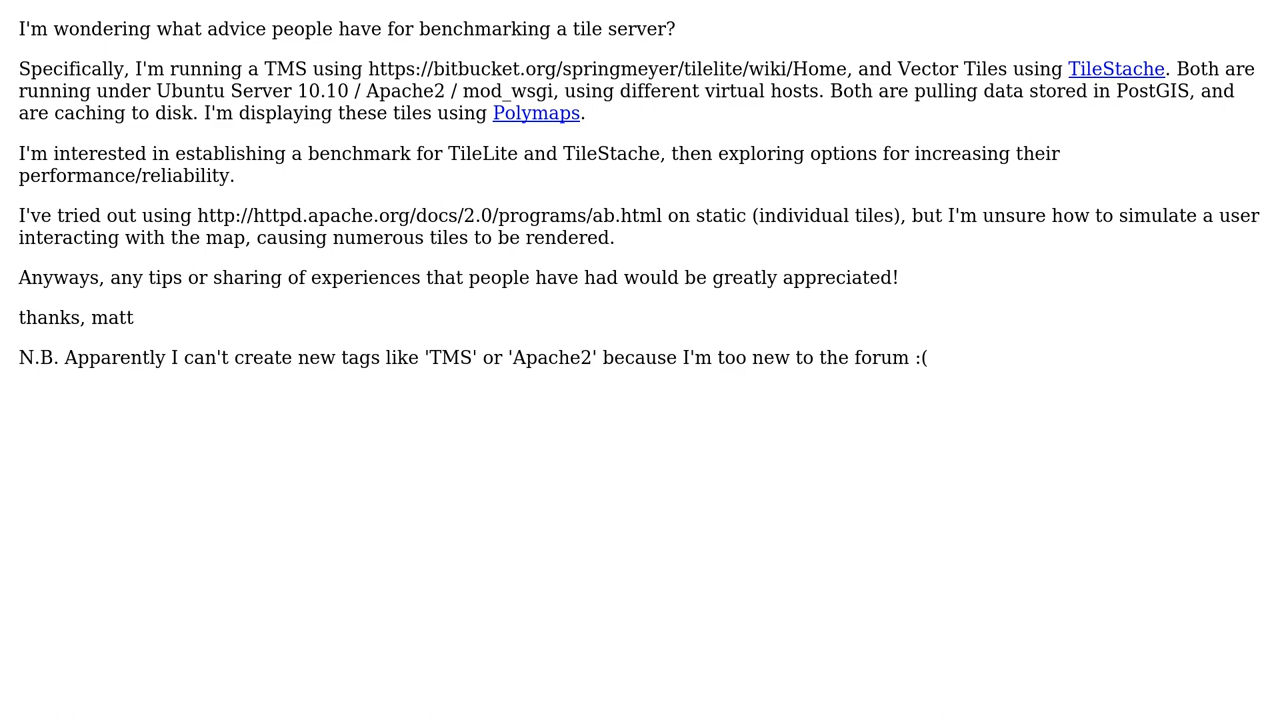 I'm wondering what advice people have for benchmarking a tile server?
Specifically, I'm running a TMS using https://bitbucket.org/springmeyer/tilelite/wiki/Home, and Vector Tiles using TileStache. Both are
running under Ubuntu Server 10.10 / Apache2 / mod_wsgi, using different virtual hosts. Both are pulling data stored in PostGIS, and
are caching to disk. I'm displaying these tiles using Polymaps.
I'm interested in establishing a benchmark for TileLite and TileStache, then exploring options for increasing their
performance/reliability.
I've tried out using http://httpd.apache.org/docs/2.0/programs/ab.html on static (individual tiles), but I'm unsure how to simulate a user
interacting with the map, causing numerous tiles to be rendered.
Anyways, any tips or sharing of experiences that people have had would be greatly appreciated!
thanks, matt
N.B. Apparently I can't create new tags like 'TMS' or 'Apache2' because I'm too new to the forum :(